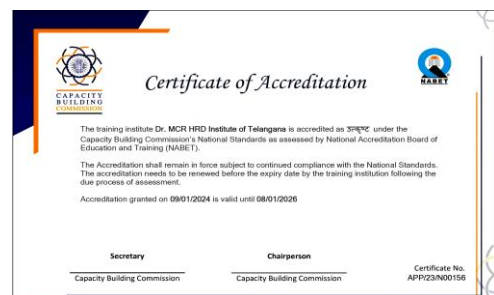 CAPACITY
BUILDING
COMMISSION
Certificate of Accreditation
NABET
The training institute Dr. MCR HRD Institute of Telangana is accredited as उत्कृष्ट under the
Capacity Building Commission's National Standards as assessed by National Accreditation Board of
Education and Training (NABET).
The Accreditation shall remain in force subject to continued compliance with the National Standards.
The accreditation needs to be renewed before the expiry date by the training institution following the
due process of assessment.
Accreditation granted on 09/01/2024 is valid until 08/01/2026
Secretary
Capacity Building Commission
Chairperson
Capacity Building Commission
Certificate No.
APP/23/N00156